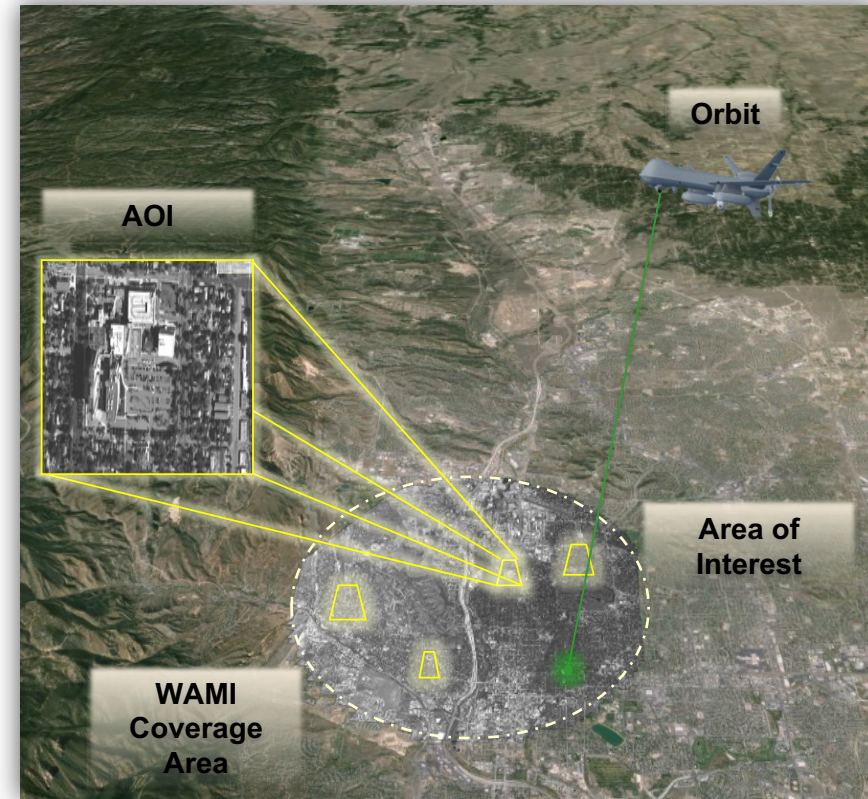 Orbit
AOI
Area of
Interest
WAMI
Coverage
Area